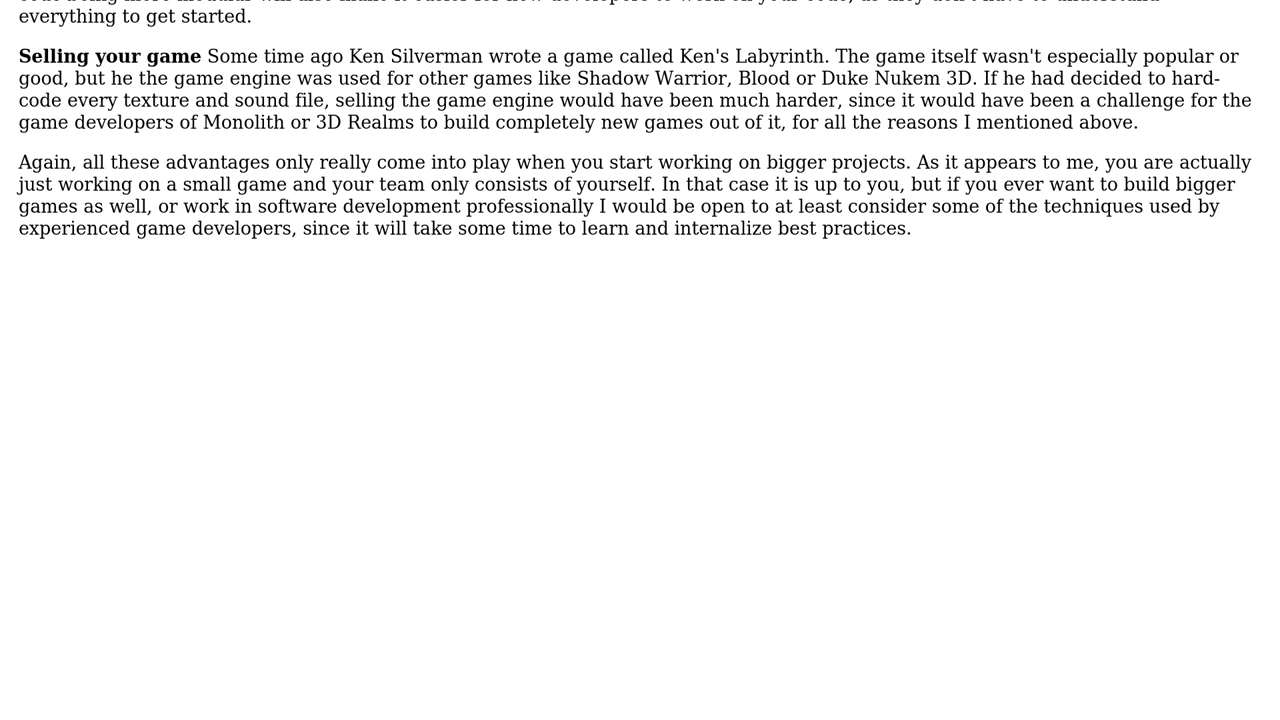 everything to get started.
Selling your game Some time ago Ken Silverman wrote a game called Ken's Labyrinth. The game itself wasn't especially popular or
good, but he the game engine was used for other games like Shadow Warrior, Blood or Duke Nukem 3D. If he had decided to hard-
code every texture and sound file, selling the game engine would have been much harder, since it would have been a challenge for the
game developers of Monolith or 3D Realms to build completely new games out of it, for all the reasons I mentioned above.
Again, all these advantages only really come into play when you start working on bigger projects. As it appears to me, you are actually
just working on a small game and your team only consists of yourself. In that case it is up to you, but if you ever want to build bigger
games as well, or work in software development professionally I would be open to at least consider some of the techniques used by
experienced game developers, since it will take some time to learn and internalize best practices.